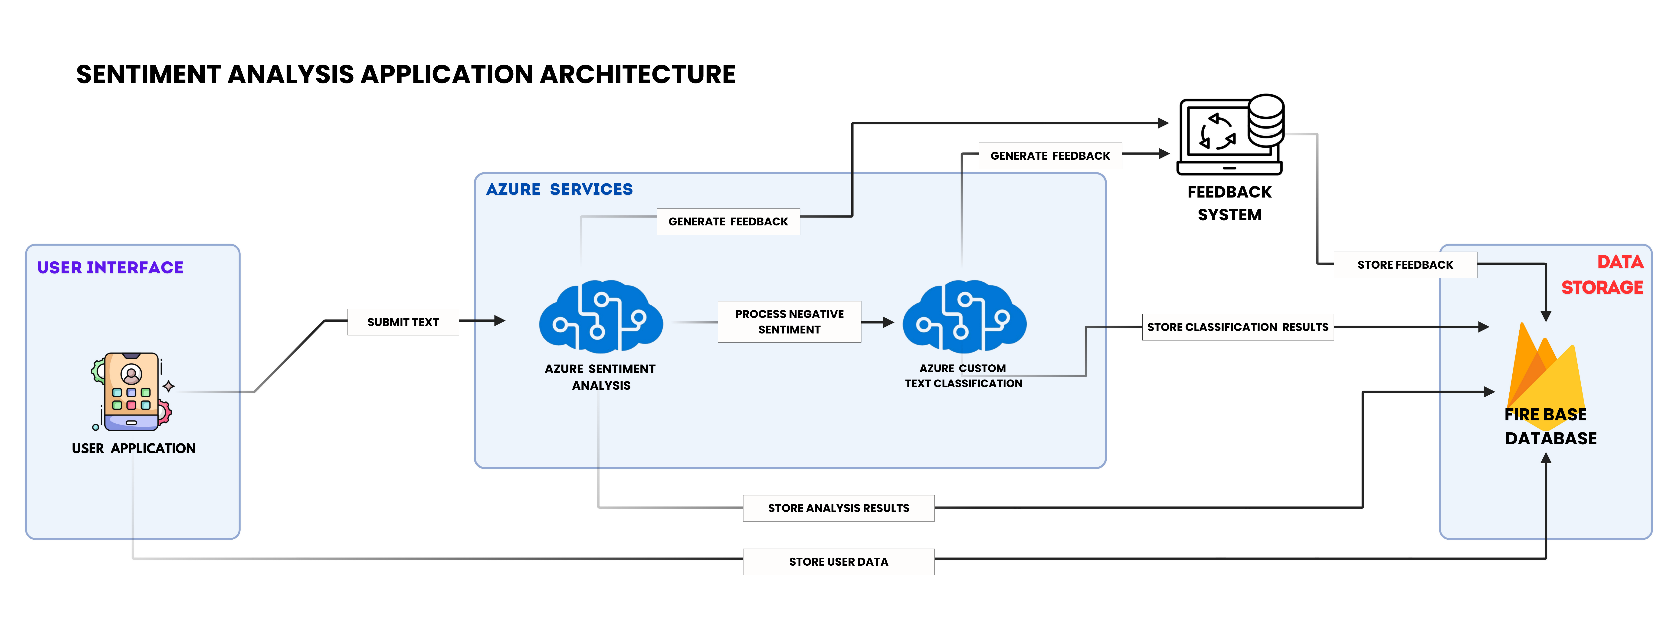 SENTIMENT ANALYSIS APPLICATION ARCHITECTURE
GENERATE FEEDBACK
FEEDBACK
SYSTEM
AZURE SERVICES
GENERATE FEEDBACK
USER INTERFACE
STORE FEEDBACK
DATA
STORAGE
SUBMIT TEXT
PROCESS NEGATIVE
SENTIMENT
STORE CLASSIFICATION RESULTS
AZURE SENTIMENT
ANALYSIS
AZURE CUSTOM
TEXT CLASSIFICATION
FIRE BASE
DATABASE
USER APPLICATION
STORE ANALYSIS RESULTS
STORE USER DATA